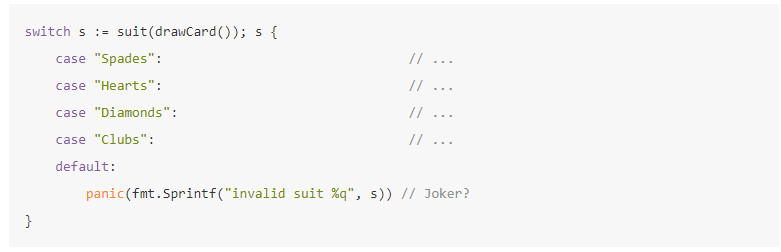 switch s := suit(drawCard()); s {
    case "Spades":                                // ...
    case "Hearts":                                // ...
    case "Diamonds":                              // ...
    case "Clubs":                                 // ...
    default:
        panic(fmt.Sprintf("invalid suit %q", s)) // Joker?
}